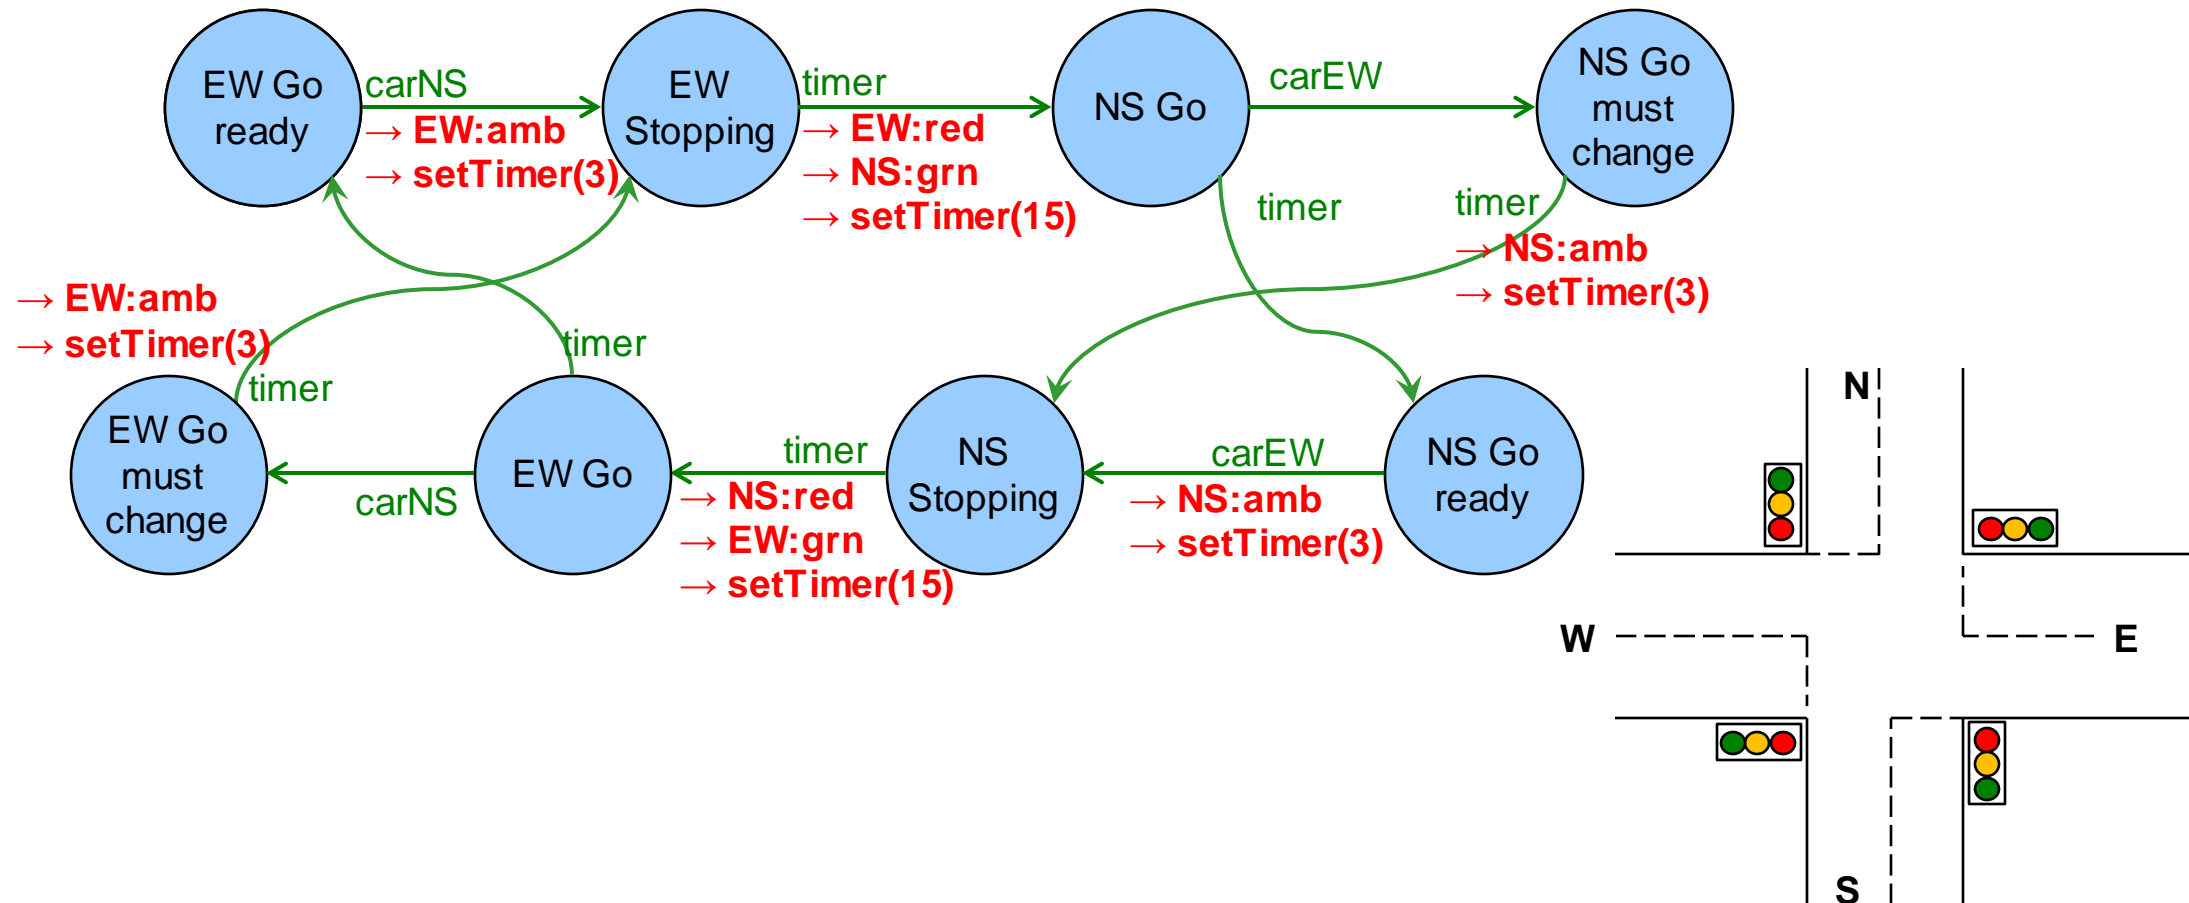 EW Go
ready
carNS
→ EW:amb
→ setTimer(3)
EW
Stopping
timer
→ EW:red
→ NS:grn
→ setTimer(15)
NS Go
carEW
NS Go
must
change
timer
timer
→ NS:amb
→ setTimer(3)
→ EW:amb
→ setTimer(3)
timer
timer
EW Go
must
change
carNS
EW Go
timer
→ NS:red
→ EW:grn
→ setTimer(15)
NS
Stopping
carEW
→ NS:amb
→ setTimer(3)
NS Go
ready
N
W
E
S